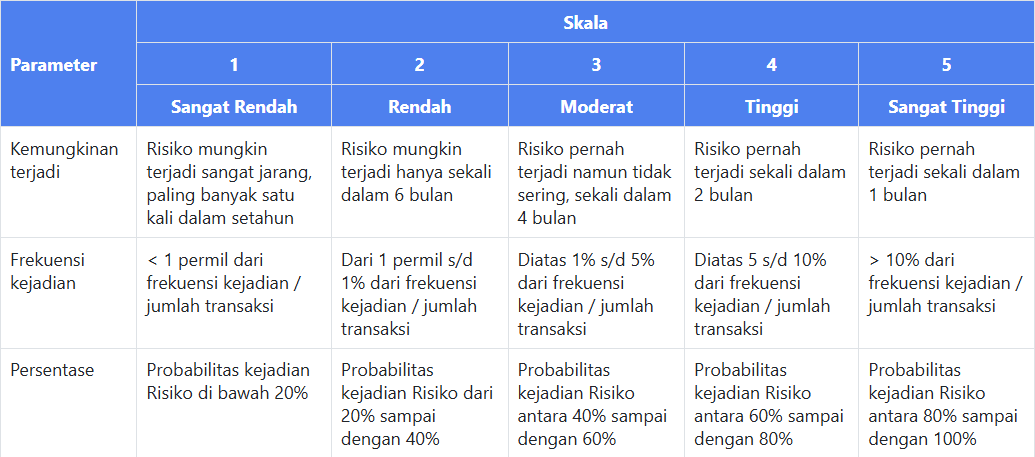 Parameter
Skala
1
2
3
4
5
Sangat Rendah
Rendah
Moderat
Tinggi
Sangat Tinggi
Kemungkinan
terjadi
Risiko mungkin
terjadi sangat jarang,
paling banyak satu
kali dalam setahun
Risiko mungkin
terjadi hanya sekali
dalam 6 bulan
Risiko pernah
terjadi namun tidak
sering, sekali dalam
4 bulan
Risiko pernah
terjadi sekali dalam
2 bulan
Risiko pernah
terjadi sekali dalam
1 bulan
Frekuensi
kejadian
< 1 permil dari
frekuensi kejadian /
jumlah transaksi
Dari 1 permil s/d
1% dari frekuensi
kejadian / jumlah
transaksi
Diatas 1% s/d 5%
dari frekuensi
kejadian / jumlah
transaksi
Diatas 5 s/d 10%
dari frekuensi
kejadian / jumlah
transaksi
> 10% dari
frekuensi kejadian /
jumlah transaksi
Persentase
Probabilitas kejadian
Risiko di bawah 20%
Probabilitas
kejadian Risiko dari
20% sampai
dengan 40%
Probabilitas
kejadian Risiko
antara 40% sampai
dengan 60%
Probabilitas
kejadian Risiko
antara 60% sampai
dengan 80%
Probabilitas
kejadian Risiko
antara 80% sampai
dengan 100%